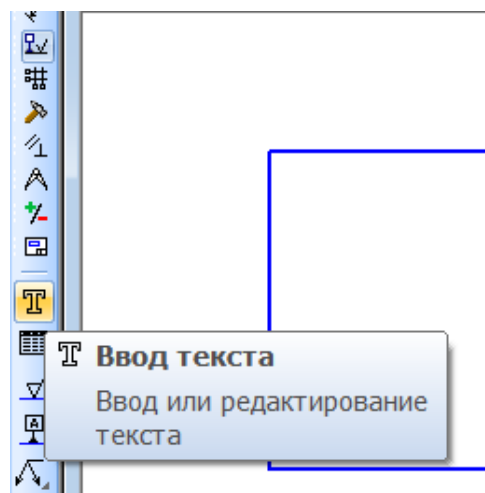 Ввод текста
Ввод или редактирование
текста